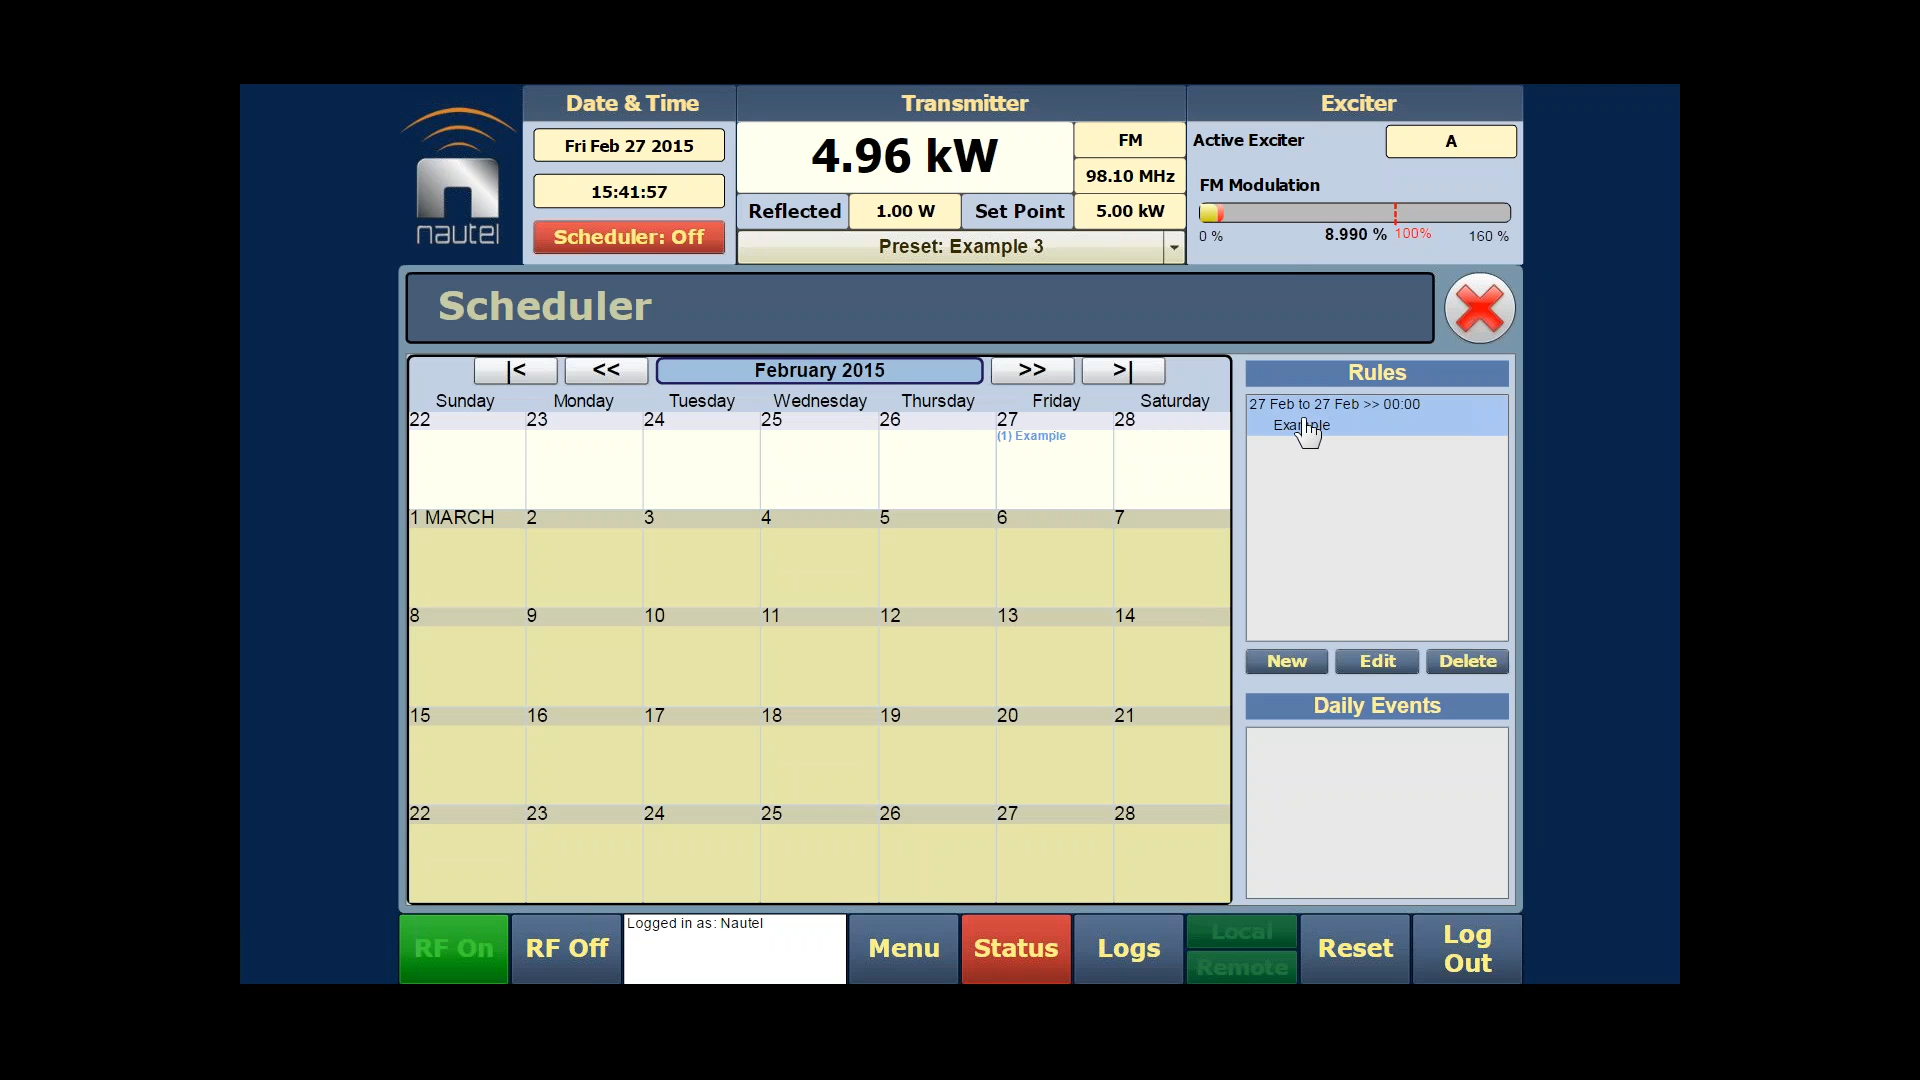 nautel
Date & Time
Fri Feb 27 2015
15:41:57
Scheduler: Off
Transmitter
4.96 kW
FM
98.10 MHz
Reflected 1.00 W Set Point 5.00 kW
Preset: Example 3
Exciter
Active Exciter A
FM Modulation
0 % 8.990 % 100% 160 %
Scheduler
|< << February 2015 >> >|
Sunday Monday Tuesday Wednesday Thursday Friday Saturday
22 23 24 25 26 27 28
(1) Example
1 MARCH 2 3 4 5 6 7
8 9 10 11 12 13 14
15 16 17 18 19 20 21
22 23 24 25 26 27 28
Rules
27 Feb to 27 Feb >> 00:00
Example
New Edit Delete
Daily Events
RF On
RF Off
Logged in as: Nautel
Menu
Status
Logs
Local
Remote
Reset
Log
Out